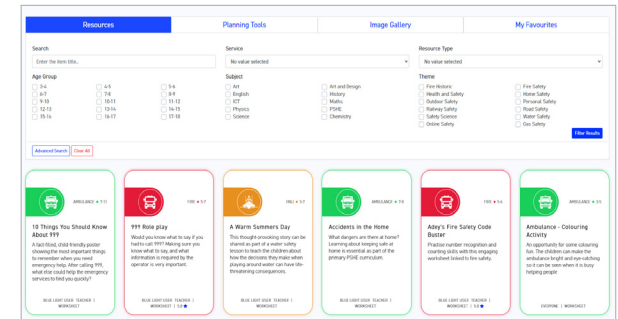 Resources Planning Tools Image Gallery My Favourites
Search Service Resource Type
Enter the item title.. No value selected No value selected
Age Group Subject Theme
3-4 4-5 5-6 Art Art and Design Fire Historic Fire Safety
6-7 7-8 8-9 English History Health and Safety Home Safety
9-10 10-11 11-12 ICT Maths Outdoor Safety Personal Safety
12-13 13-14 14-15 Physics PSHE Railway Safety Road Safety
15-16 16-17 17-18 Science Chemistry Safety Science Water Safety
Online Safety Gas Safety
Filter Results
Advanced Search Clear All
AMBULANCE 7-11
10 Things You Should Know
About 999
A fact-filled, child-friendly poster
showing the most important things
to remember when you need
emergency help. After calling 999,
what else could help the emergency
services to find you quickly?
BLUE LIGHT USER TEACHER |
WORKSHEET
FIRE 5-7
999 Role play
Would you know what to say if you
had to call 999? Making sure you
know what to say, and what
information is required by the
operator is very important.
BLUE LIGHT USER TEACHER |
WORKSHEET | 5.0
RNLI 5-7
A Warm Summers Day
This thought-provoking story can be
shared as part of a water safety
lesson to teach the children about
how the decisions they make when
playing around water can have life-
threatening consequences.
BLUE LIGHT USER TEACHER |
WORKSHEET
AMBULANCE 7-8
Accidents in the Home
What dangers are there at home?
Learning about keeping safe at
home is essential as part of the
primary PSHE curriculum.
BLUE LIGHT USER TEACHER |
WORKSHEET
FIRE 5-6
Adey's Fire Safety Code
Buster
Practise number recognition and
counting skills with this engaging
worksheet linked to fire safety.
BLUE LIGHT USER TEACHER |
WORKSHEET | 5.0
AMBULANCE 3-5
Ambulance - Colouring
Activity
An opportunity for some colouring
fun. The children can make the
ambulance bright and eye-catching
so it can be seen when it is busy
helping people
EVERYONE | WORKSHEET